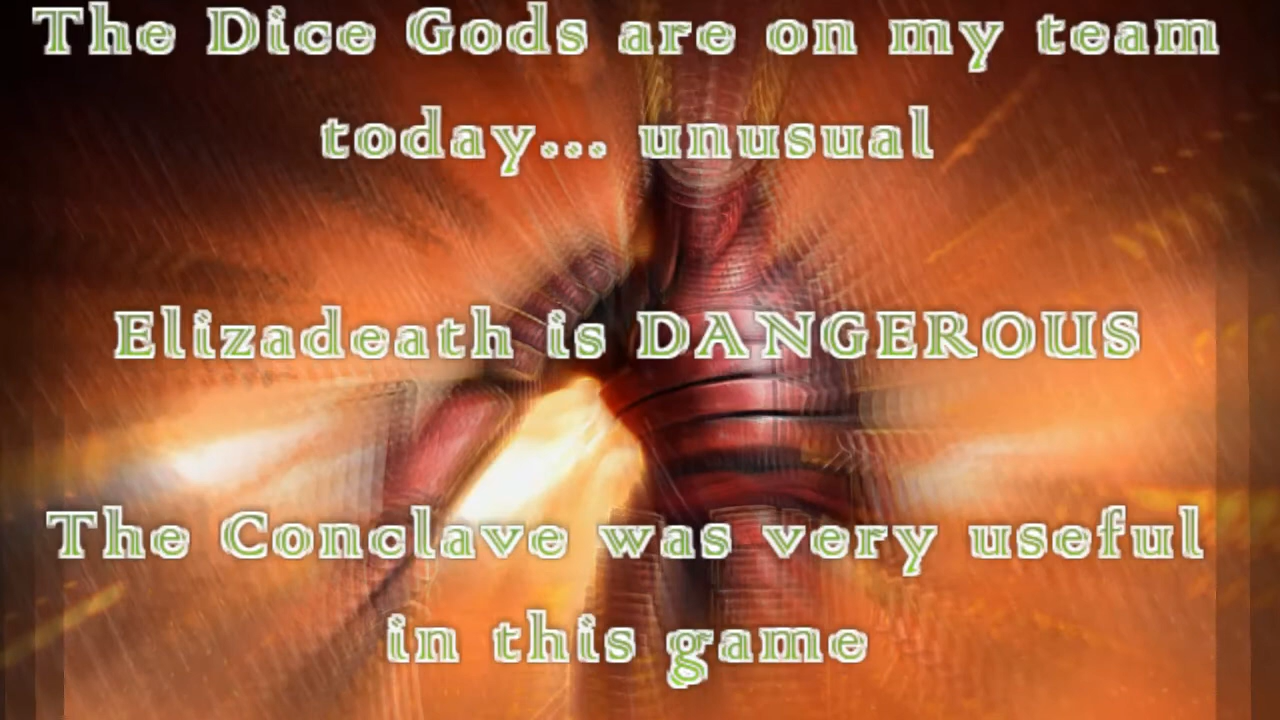 The Dice Gods are on my team
today... unusual
Elizadeath is DANGEROUS
The Conclave was very useful
in this game